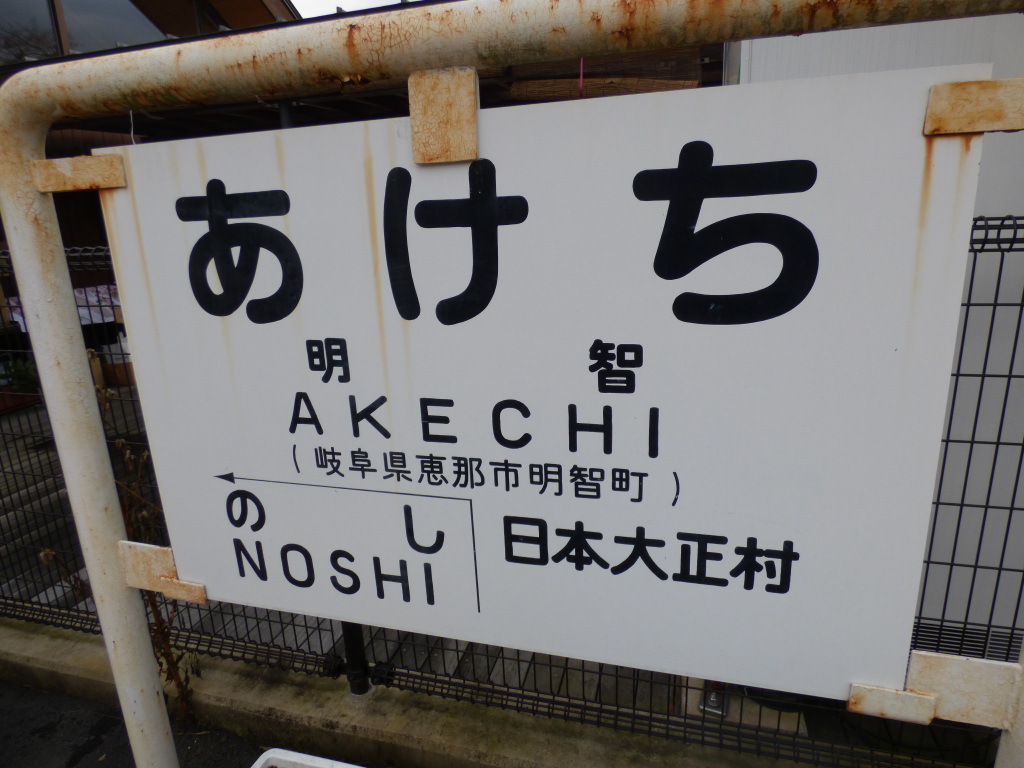 あけち
明智
AKECHI
(岐阜県恵那市明智町)
のし
NOSHI
日本大正村